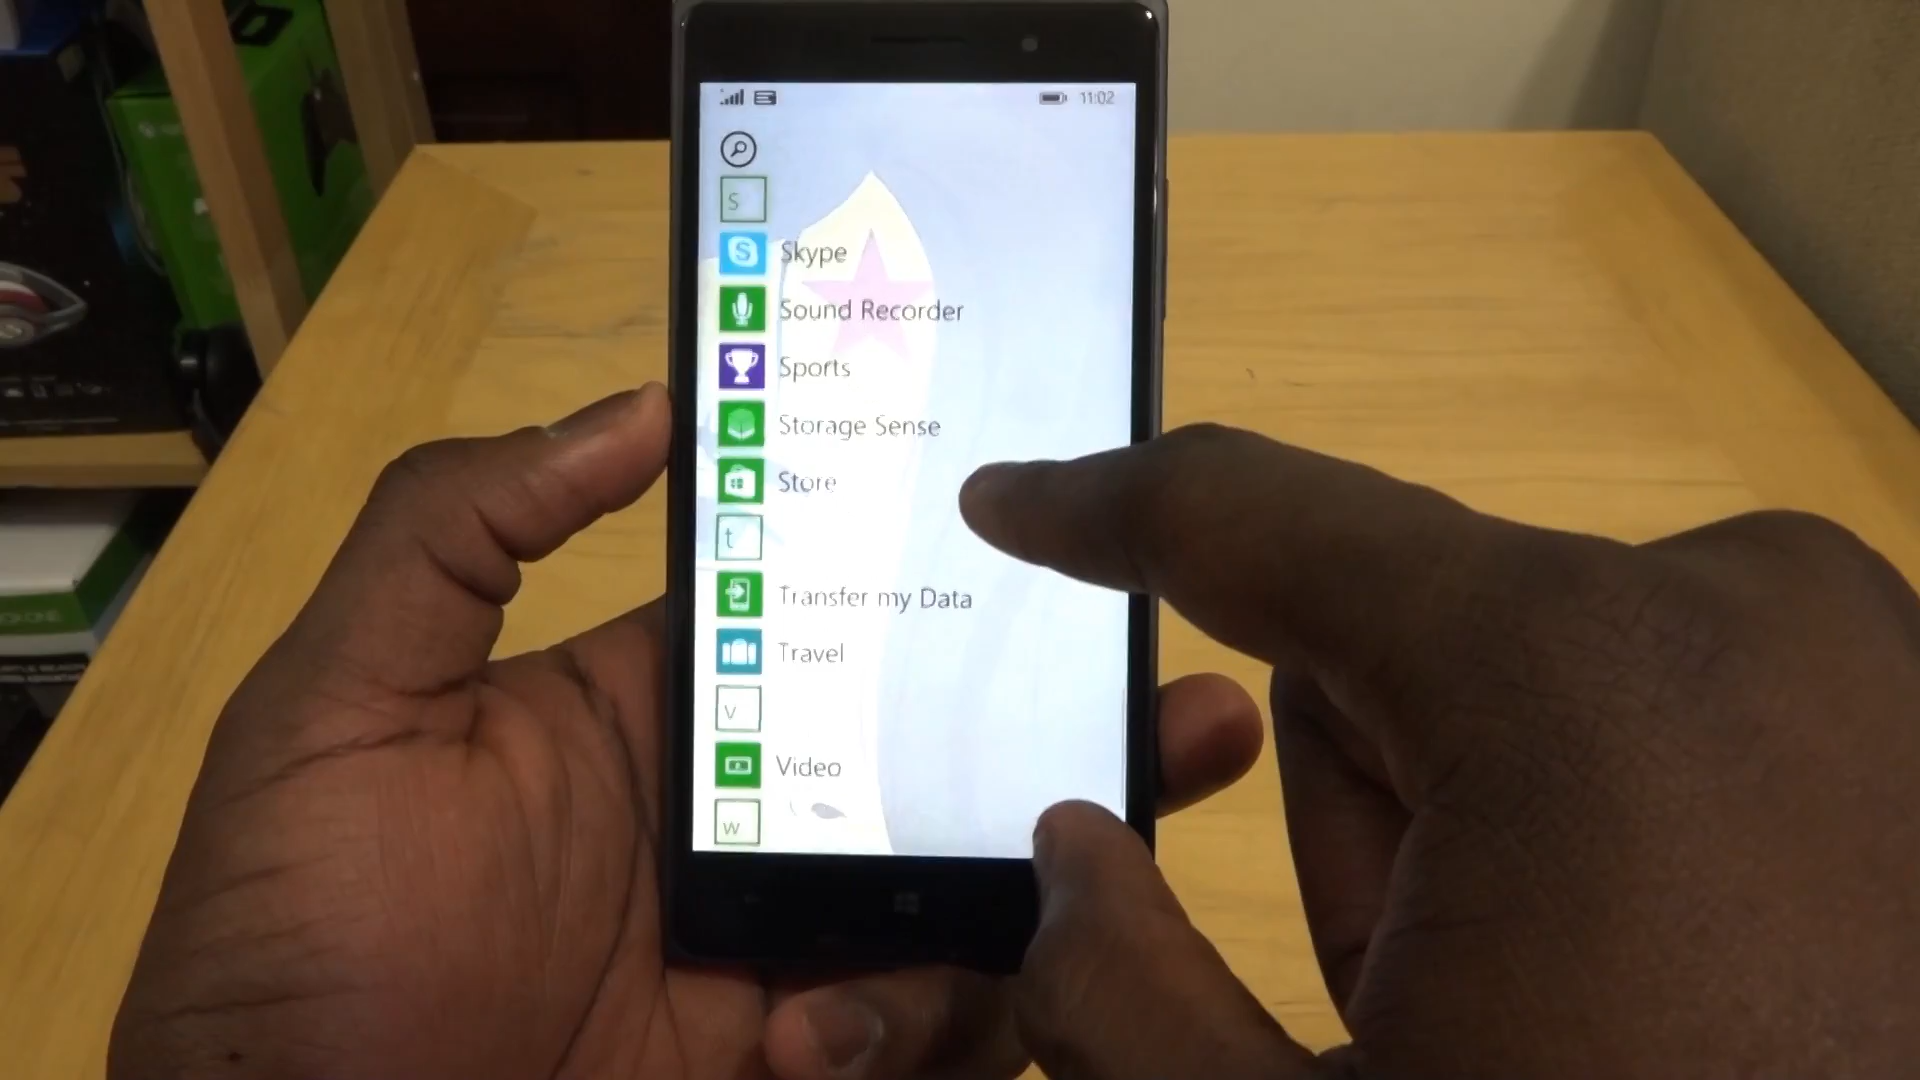 11:02
S
Skype
Sound Recorder
Sports
Storage Sense
Store
t
Transfer my Data
Travel
v
Video
w